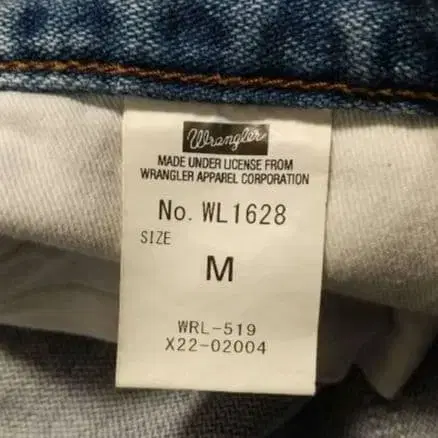 Wrangler
MADE UNDER LICENSE FROM
WRANGLER APPAREL CORPORATION
No. WL1628
SIZE
M
WRL-519
X22-02004